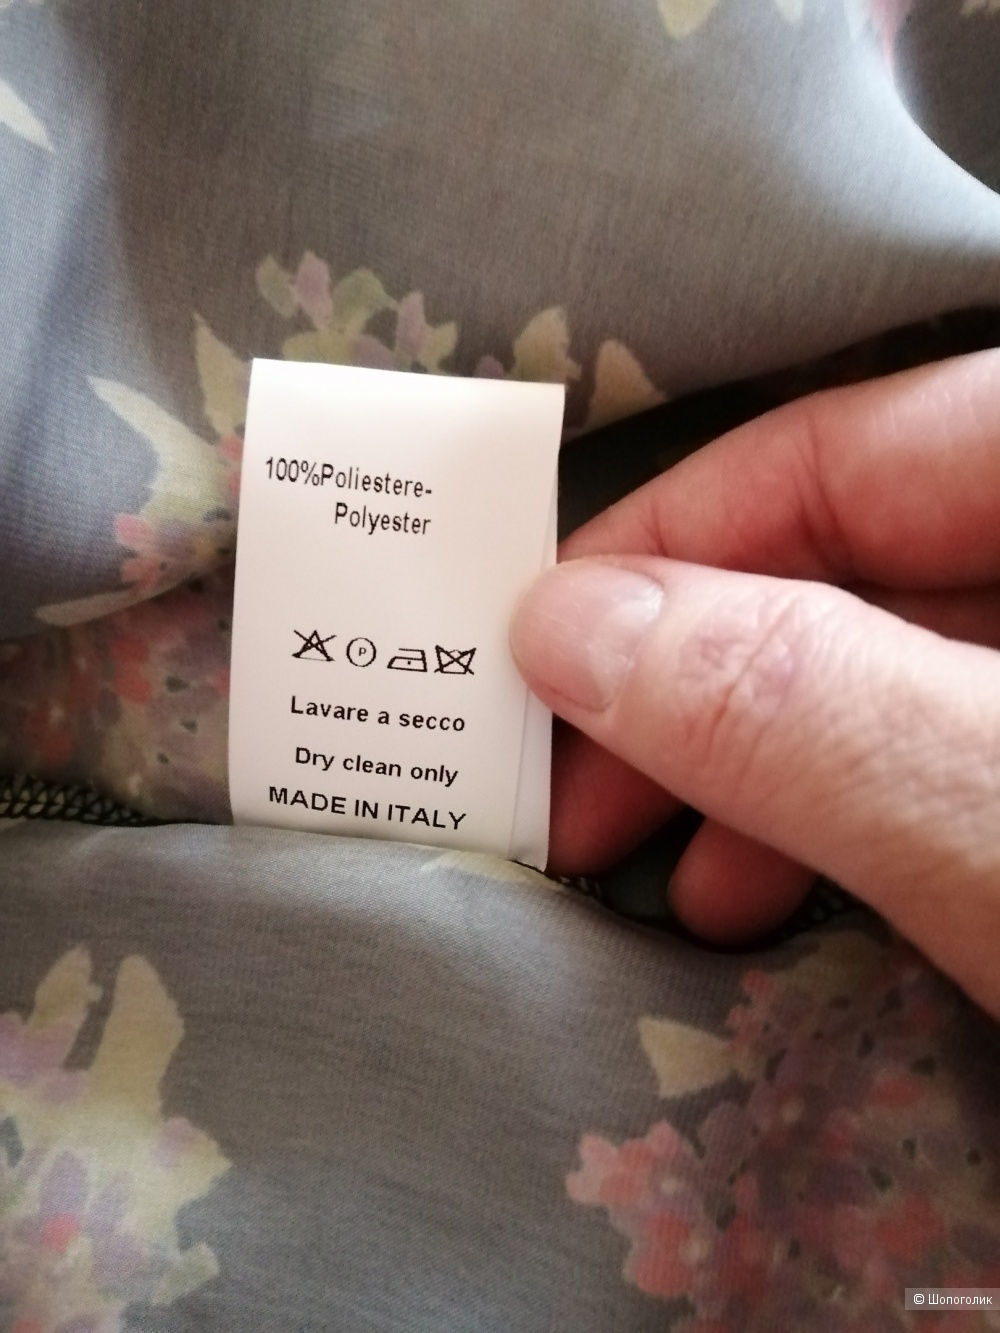 100%Poliestere-
Polyester
P
Lavare a secco
Dry clean only
MADE IN ITALY
© Шопоголик